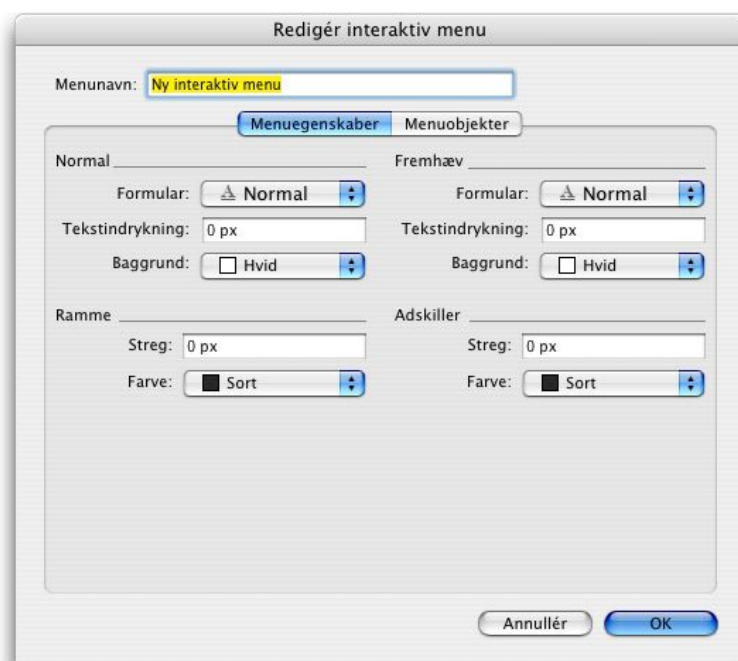 Redigér interaktiv menu
Menunavn: Ny interaktiv menu
Menuegenskaber Menuobjekter
Normal Fremhæv
Formular: A Normal Formular: A Normal
Tekstindrykning: 0 px Tekstindrykning: 0 px
Baggrund: Hvid Baggrund: Hvid
Ramme Adskiller
Streg: 0 px Streg: 0 px
Farve: Sort Farve: Sort
Annullér OK